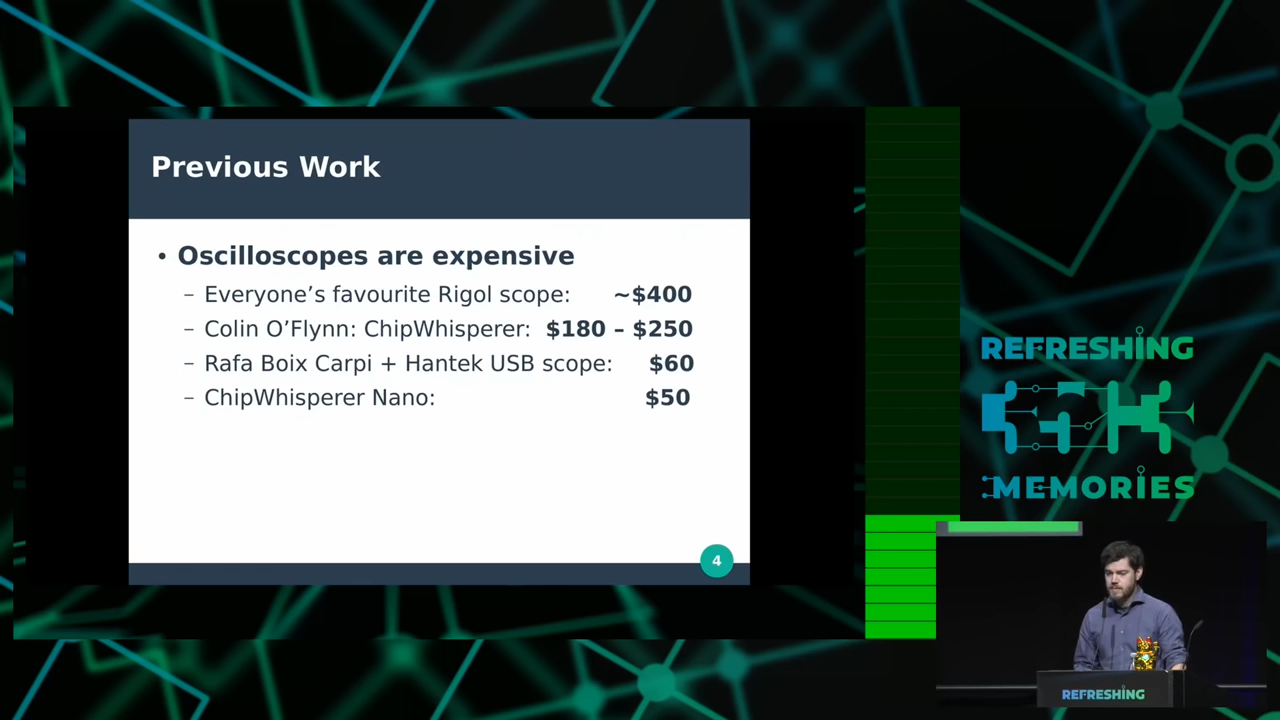 Previous Work
• Oscilloscopes are expensive
– Everyone’s favourite Rigol scope: ~$400
– Colin O’Flynn: ChipWhisperer: $180 – $250
– Rafa Boix Carpi + Hantek USB scope: $60
– ChipWhisperer Nano: $50
4
REFRESHING
MEMORIES
REFRESHING